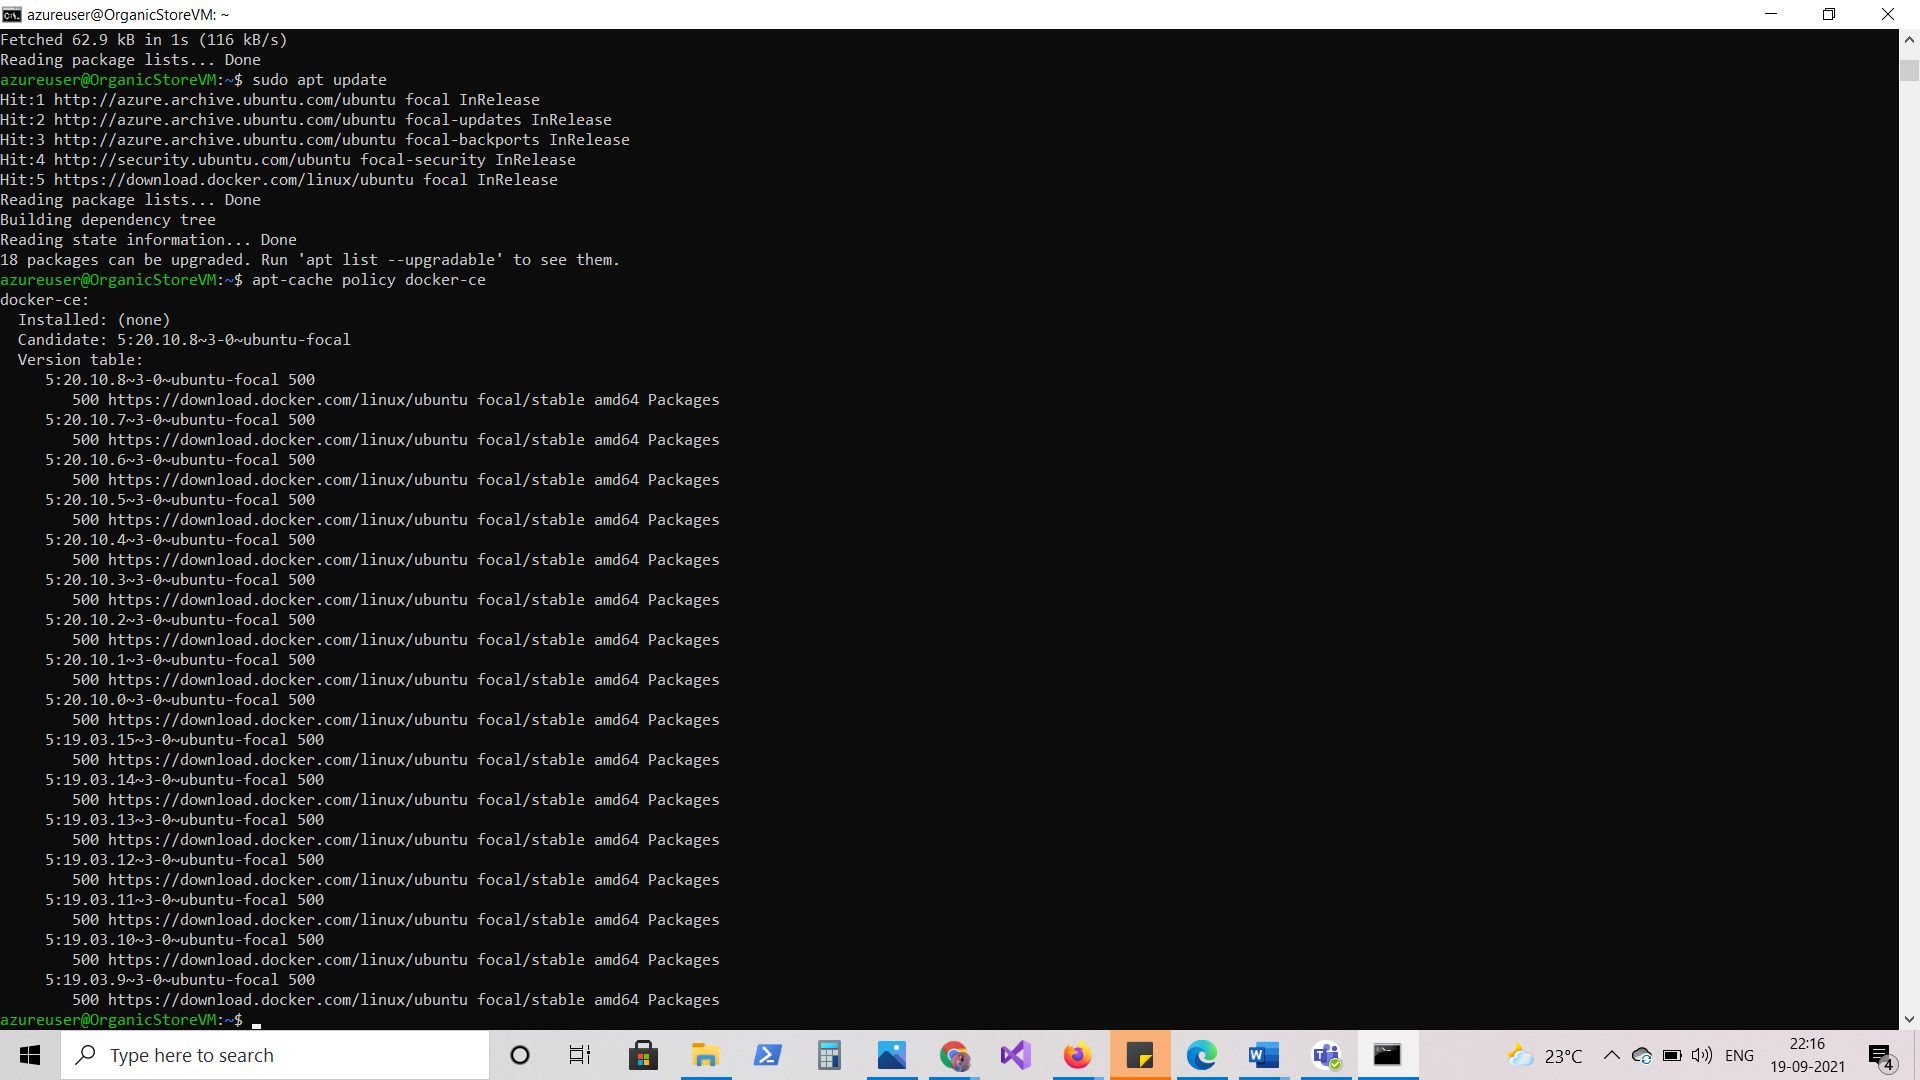 azureuser@OrganicStoreVM: ~
Fetched 62.9 kB in 1s (116 kB/s)
Reading package lists... Done
azureuser@OrganicStoreVM:~$ sudo apt update
Hit:1 http://azure.archive.ubuntu.com/ubuntu focal InRelease
Hit:2 http://azure.archive.ubuntu.com/ubuntu focal-updates InRelease
Hit:3 http://azure.archive.ubuntu.com/ubuntu focal-backports InRelease
Hit:4 http://security.ubuntu.com/ubuntu focal-security InRelease
Hit:5 https://download.docker.com/linux/ubuntu focal InRelease
Reading package lists... Done
Building dependency tree
Reading state information... Done
18 packages can be upgraded. Run 'apt list --upgradable' to see them.
azureuser@OrganicStoreVM:~$ apt-cache policy docker-ce
docker-ce:
  Installed: (none)
  Candidate: 5:20.10.8~3-0~ubuntu-focal
  Version table:
     5:20.10.8~3-0~ubuntu-focal 500
        500 https://download.docker.com/linux/ubuntu focal/stable amd64 Packages
     5:20.10.7~3-0~ubuntu-focal 500
        500 https://download.docker.com/linux/ubuntu focal/stable amd64 Packages
     5:20.10.6~3-0~ubuntu-focal 500
        500 https://download.docker.com/linux/ubuntu focal/stable amd64 Packages
     5:20.10.5~3-0~ubuntu-focal 500
        500 https://download.docker.com/linux/ubuntu focal/stable amd64 Packages
     5:20.10.4~3-0~ubuntu-focal 500
        500 https://download.docker.com/linux/ubuntu focal/stable amd64 Packages
     5:20.10.3~3-0~ubuntu-focal 500
        500 https://download.docker.com/linux/ubuntu focal/stable amd64 Packages
     5:20.10.2~3-0~ubuntu-focal 500
        500 https://download.docker.com/linux/ubuntu focal/stable amd64 Packages
     5:20.10.1~3-0~ubuntu-focal 500
        500 https://download.docker.com/linux/ubuntu focal/stable amd64 Packages
     5:20.10.0~3-0~ubuntu-focal 500
        500 https://download.docker.com/linux/ubuntu focal/stable amd64 Packages
     5:19.03.15~3-0~ubuntu-focal 500
        500 https://download.docker.com/linux/ubuntu focal/stable amd64 Packages
     5:19.03.14~3-0~ubuntu-focal 500
        500 https://download.docker.com/linux/ubuntu focal/stable amd64 Packages
     5:19.03.13~3-0~ubuntu-focal 500
        500 https://download.docker.com/linux/ubuntu focal/stable amd64 Packages
     5:19.03.12~3-0~ubuntu-focal 500
        500 https://download.docker.com/linux/ubuntu focal/stable amd64 Packages
     5:19.03.11~3-0~ubuntu-focal 500
        500 https://download.docker.com/linux/ubuntu focal/stable amd64 Packages
     5:19.03.10~3-0~ubuntu-focal 500
        500 https://download.docker.com/linux/ubuntu focal/stable amd64 Packages
     5:19.03.9~3-0~ubuntu-focal 500
        500 https://download.docker.com/linux/ubuntu focal/stable amd64 Packages
azureuser@OrganicStoreVM:~$
Type here to search
23°C
ENG
22:16
19-09-2021
4